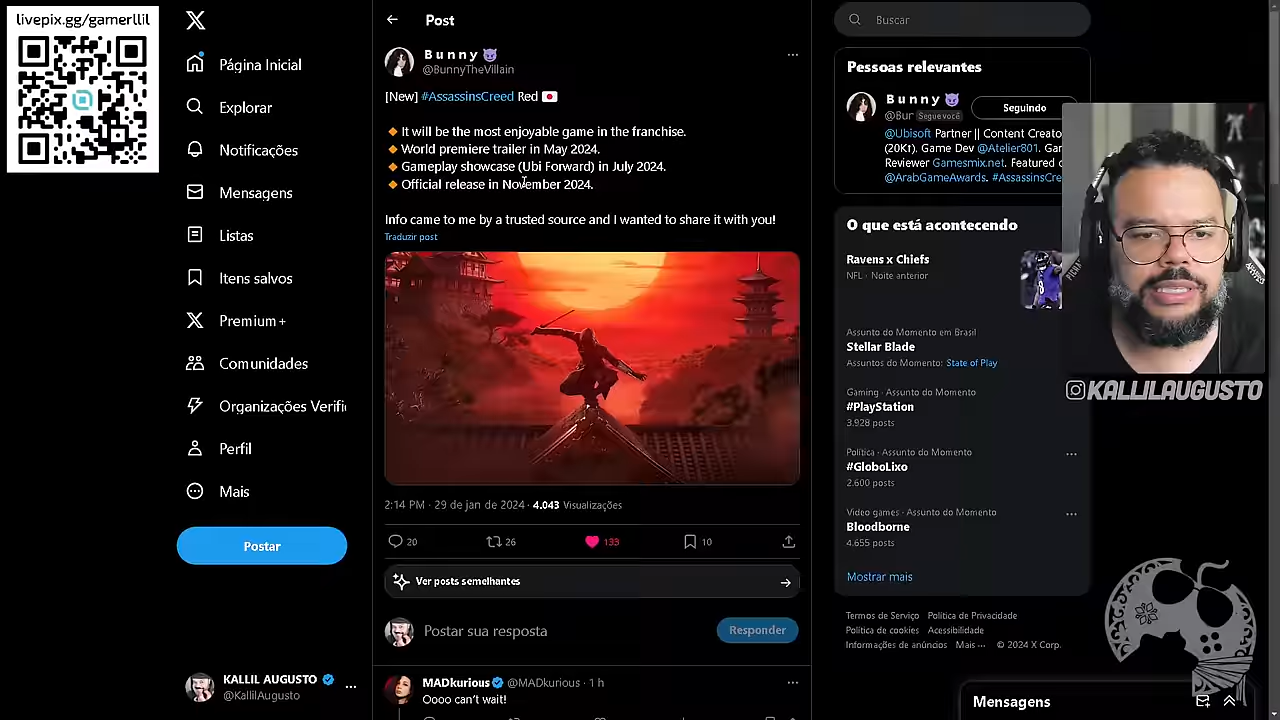 livepix.gg/gamerllil
Página Inicial
Explorar
Notificações
Mensagens
Listas
Itens salvos
Premium+
Comunidades
Organizações Verifi
Perfil
Mais
Postar
KALLIL AUGUSTO
@KallilAugusto
Post
Bunny
@BunnyTheVillain
[New] #AssassinsCreed Red
It will be the most enjoyable game in the franchise.
World premiere trailer in May 2024.
Gameplay showcase (Ubi Forward) in July 2024.
Official release in November 2024.
Info came to me by a trusted source and I wanted to share it with you!
Traduzir post
2:14 PM · 29 de jan de 2024 · 4.043 Visualizações
20 26 133 10
Ver posts semelhantes
Postar sua resposta
Responder
MADkurious @MADkurious · 1 h
Oooo can't wait!
Buscar
Pessoas relevantes
Bunny
Seguindo
@Bur Segue você
@Ubisoft Partner || Content Creato
(20Kt). Game Dev @Atelier801. Gar
Reviewer Gamesmix.net. Featured c
@ArabGameAwards. #AssassinsCre
O que está acontecendo
Ravens x Chiefs
NFL · Noite anterior
Assunto do Momento em Brasil
Stellar Blade
Assuntos do Momento: State of Play
Gaming · Assunto do Momento
#PlayStation
3.928 posts
Política · Assunto do Momento
#GloboLixo
2.600 posts
Video games · Assunto do Momento
Bloodborne
4.655 posts
Mostrar mais
Termos de Serviço Política de Privacidade
Política de cookies Acessibilidade
Informações de anúncios Mais ··· © 2024 X Corp.
Mensagens
KALLILAUGUSTO